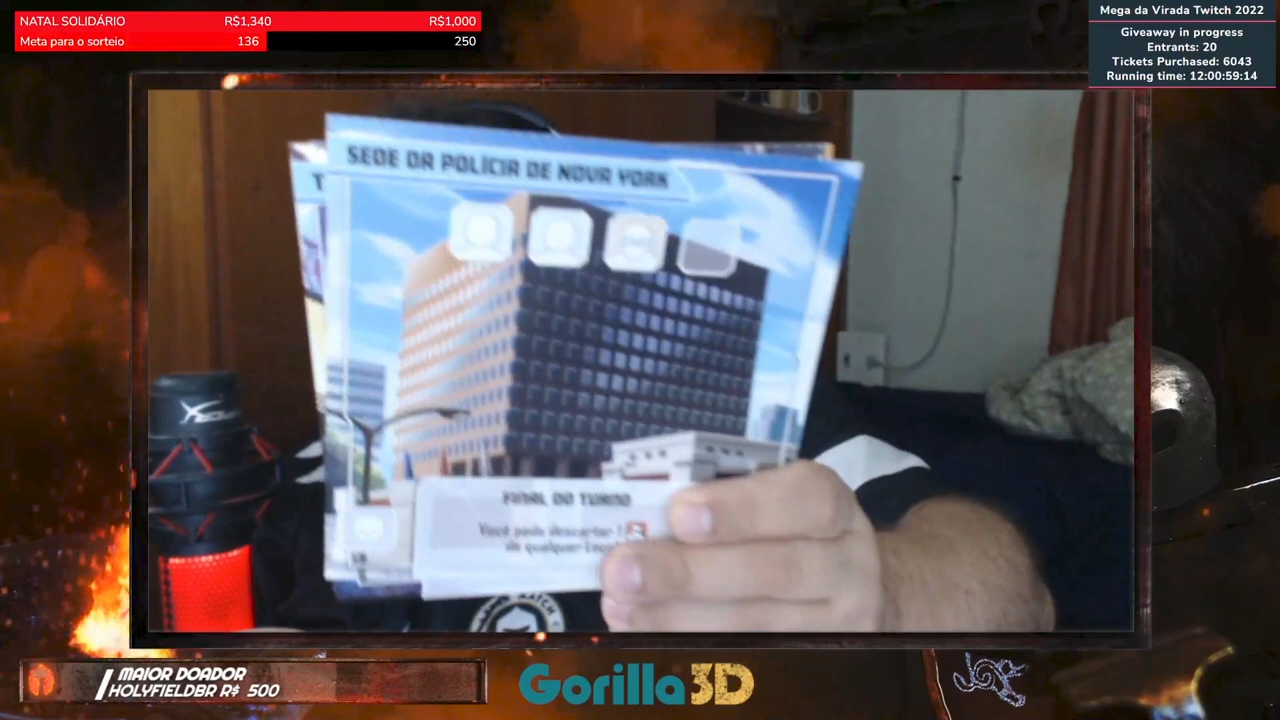 NATAL SOLIDÁRIO R$1,340 R$1,000
Meta para o sorteio 136 250
Mega da Virada Twitch 2022
Giveaway in progress
Entrants: 20
Tickets Purchased: 6043
Running time: 12:00:59:14
SEDE DA POLÍCIA DE NOVA YORK
T
FINAL DO TURNO
Você pode descartar 1
de qualquer
MAIOR DOADOR
HOLYFIELDBR R$ 500
Gorilla3D